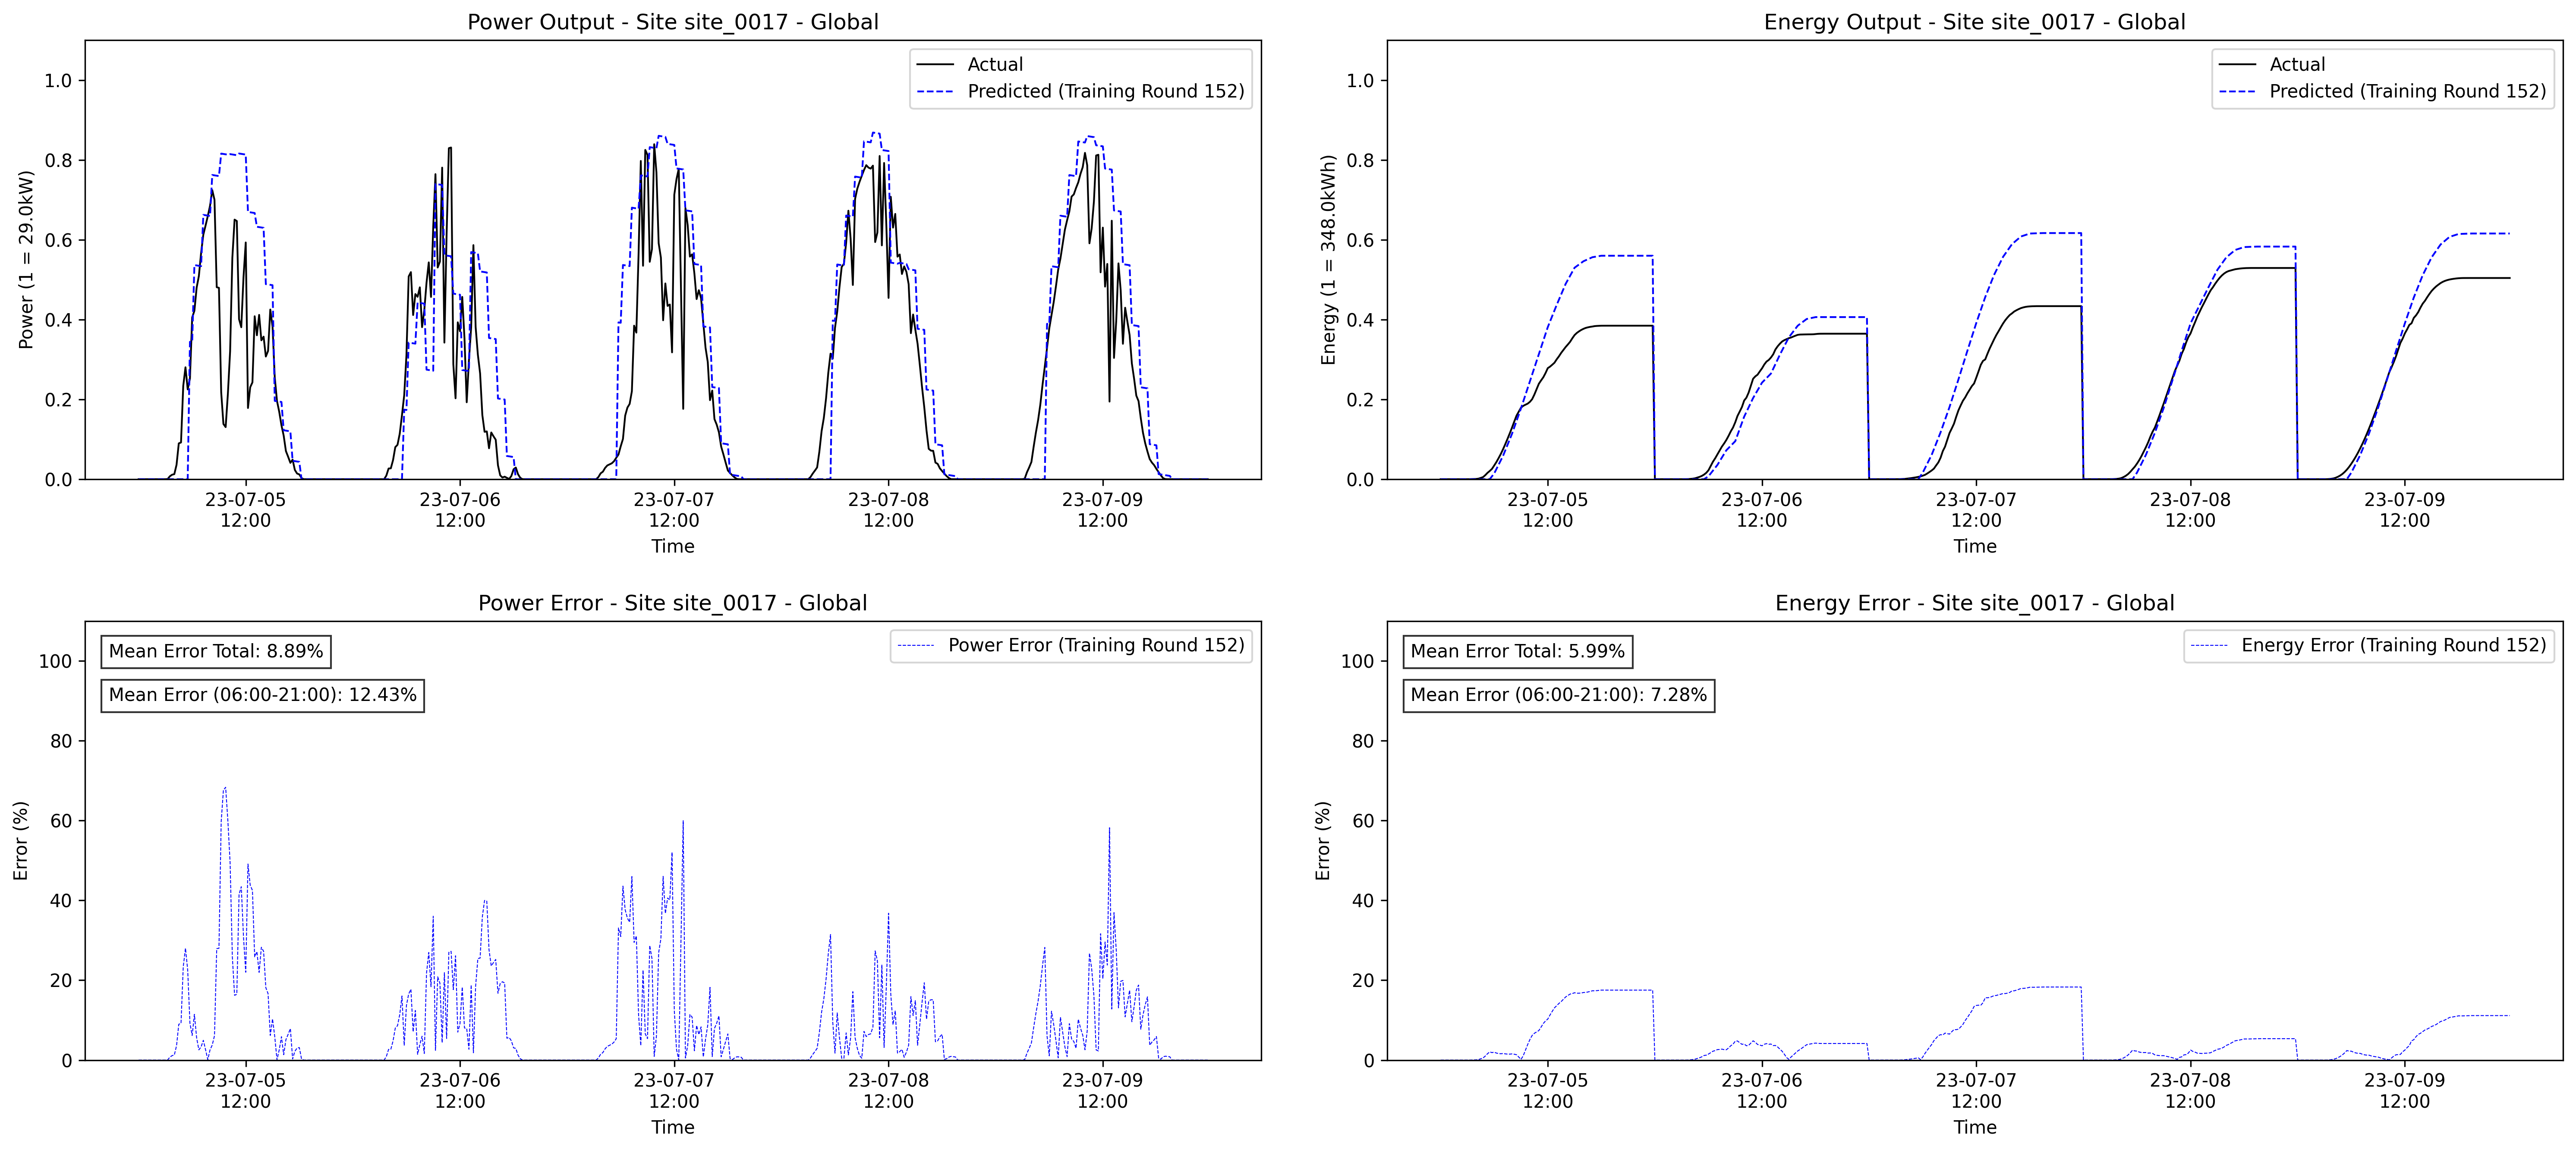 Power Output - Site site_0017 - Global
Power (1 = 29.0kW)
1.0
0.8
0.6
0.4
0.2
0.0
Actual
Predicted (Training Round 152)
23-07-05 23-07-06 23-07-07 23-07-08 23-07-09
12:00 12:00 12:00 12:00 12:00
Time
Energy Output - Site site_0017 - Global
Energy (1 = 348.0kWh)
1.0
0.8
0.6
0.4
0.2
0.0
Actual
Predicted (Training Round 152)
23-07-05 23-07-06 23-07-07 23-07-08 23-07-09
12:00 12:00 12:00 12:00 12:00
Time
Power Error - Site site_0017 - Global
Error (%)
100
80
60
40
20
0
Mean Error Total: 8.89%
Mean Error (06:00-21:00): 12.43%
Power Error (Training Round 152)
23-07-05 23-07-06 23-07-07 23-07-08 23-07-09
12:00 12:00 12:00 12:00 12:00
Time
Energy Error - Site site_0017 - Global
Error (%)
100
80
60
40
20
0
Mean Error Total: 5.99%
Mean Error (06:00-21:00): 7.28%
Energy Error (Training Round 152)
23-07-05 23-07-06 23-07-07 23-07-08 23-07-09
12:00 12:00 12:00 12:00 12:00
Time